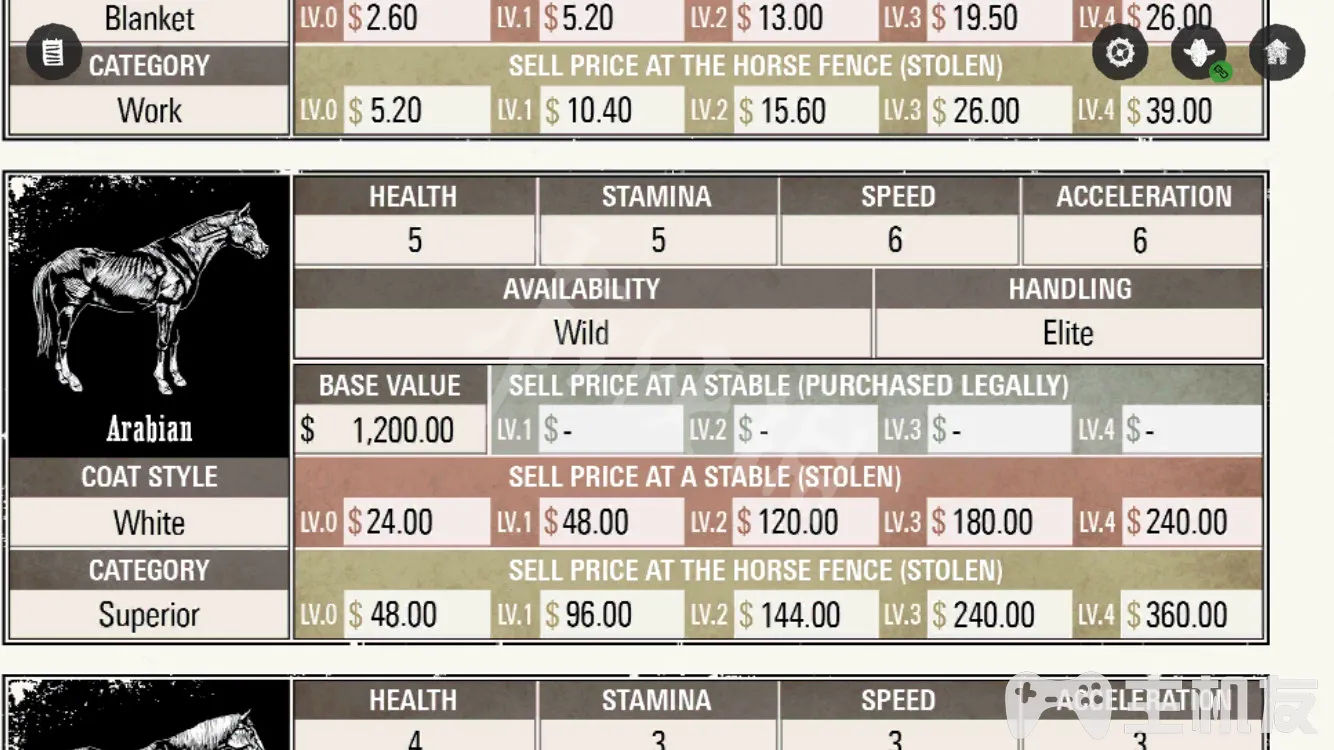 Blanket
LV.0 $ 2.60 LV.1 $ 5.20 LV.2 $ 13.00 LV.3 $ 19.50 LV.4 $ 26.00
CATEGORY
SELL PRICE AT THE HORSE FENCE (STOLEN)
Work
LV.0 $ 5.20 LV.1 $ 10.40 LV.2 $ 15.60 LV.3 $ 26.00 LV.4 $ 39.00
HEALTH STAMINA SPEED ACCELERATION
5 5 6 6
AVAILABILITY HANDLING
Wild Elite
BASE VALUE SELL PRICE AT A STABLE (PURCHASED LEGALLY)
$ 1,200.00 LV.1 $ - LV.2 $ - LV.3 $ - LV.4 $ -
Arabian
COAT STYLE
SELL PRICE AT A STABLE (STOLEN)
White
LV.0 $ 24.00 LV.1 $ 48.00 LV.2 $ 120.00 LV.3 $ 180.00 LV.4 $ 240.00
CATEGORY
SELL PRICE AT THE HORSE FENCE (STOLEN)
Superior
LV.0 $ 48.00 LV.1 $ 96.00 LV.2 $ 144.00 LV.3 $ 240.00 LV.4 $ 360.00
HEALTH STAMINA SPEED ACCELERATION
4 3 3 3
主机友